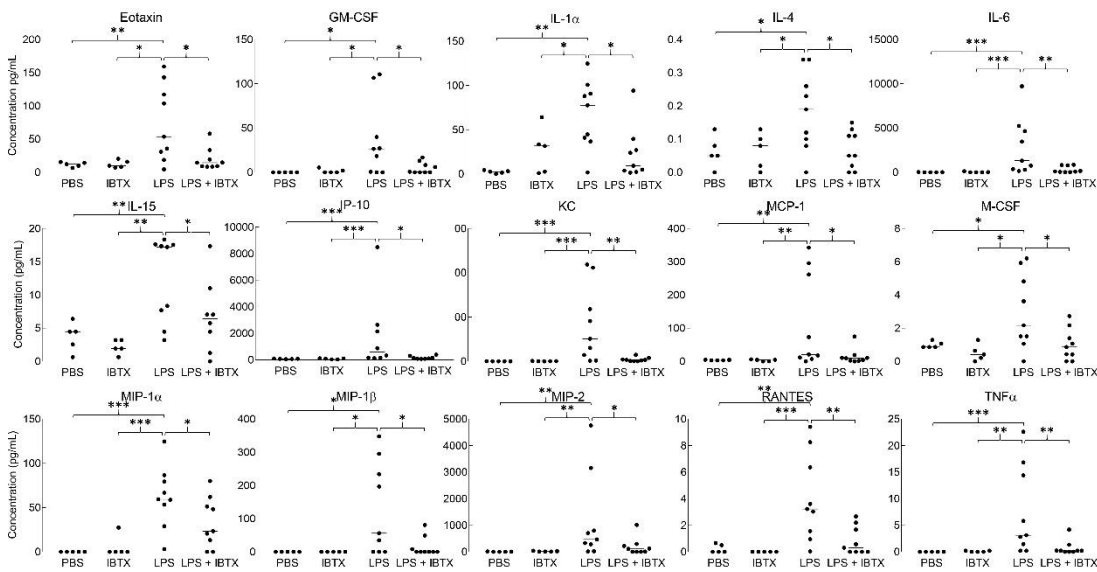 Eotaxin
Concentration pg/mL
200
150
100
50
0
** * *
PBS IBTX LPS LPS + IBTX
GM-CSF
150
100
50
0
* * *
PBS IBTX LPS LPS + IBTX
IL-1α
150
100
50
0
** * *
PBS IBTX LPS LPS + IBTX
IL-4
0.4
0.3
0.2
0.1
0.0
* * *
PBS IBTX LPS LPS + IBTX
IL-6
15000
10000
5000
0
*** *** **
PBS IBTX LPS LPS + IBTX
IL-15
Concentration (pg/mL)
20
15
10
5
0
** ** *
PBS IBTX LPS LPS + IBTX
IP-10
10000
8000
6000
4000
2000
0
*** *** *
PBS IBTX LPS LPS + IBTX
KC
00
00
00
0
*** *** **
PBS IBTX LPS LPS + IBTX
MCP-1
400
300
200
100
0
** ** *
PBS IBTX LPS LPS + IBTX
M-CSF
8
6
4
2
0
* * *
PBS IBTX LPS LPS + IBTX
MIP-1α
Concentration (pg/mL)
150
100
50
0
*** *** *
PBS IBTX LPS LPS + IBTX
MIP-1β
400
300
200
100
0
* * *
PBS IBTX LPS LPS + IBTX
MIP-2
5000
4000
3000
2000
1000
0
** ** *
PBS IBTX LPS LPS + IBTX
RANTES
10
8
6
4
2
0
** *** **
PBS IBTX LPS LPS + IBTX
TNFα
25
20
15
10
5
0
*** ** **
PBS IBTX LPS LPS + IBTX